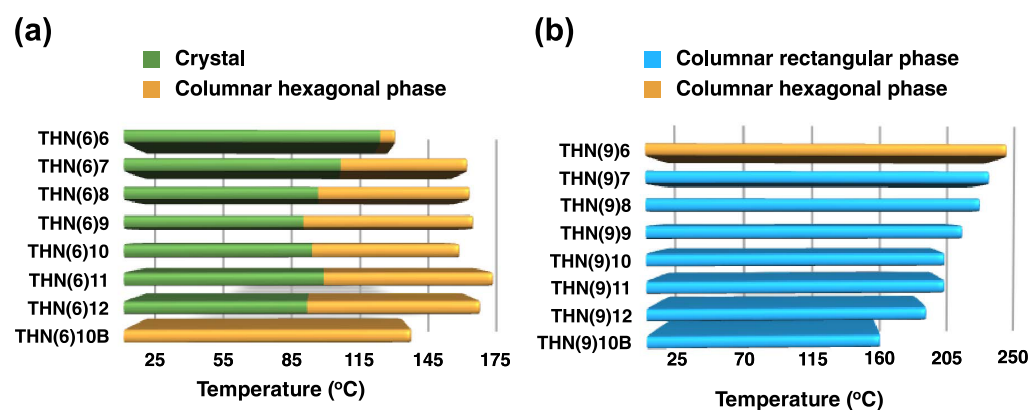 (a)
Crystal
Columnar hexagonal phase
THN(6)6
THN(6)7
THN(6)8
THN(6)9
THN(6)10
THN(6)11
THN(6)12
THN(6)10B
25 55 85 115 145 175
Temperature (oC)
(b)
Columnar rectangular phase
Columnar hexagonal phase
THN(9)6
THN(9)7
THN(9)8
THN(9)9
THN(9)10
THN(9)11
THN(9)12
THN(9)10B
25 70 115 160 205 250
Temperature (oC)